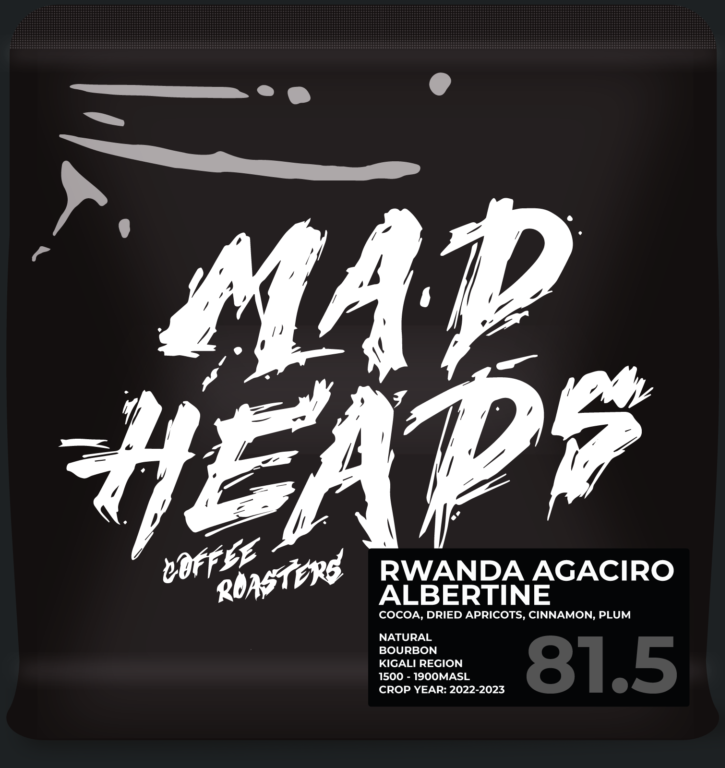 MAD
HEADS
COFFEE
ROASTERS
RWANDA AGACIRO
ALBERTINE
COCOA, DRIED APRICOTS, CINNAMON, PLUM
NATURAL
BOURBON
KIGALI REGION
1500 - 1900MASL
CROP YEAR: 2022-2023
81.5